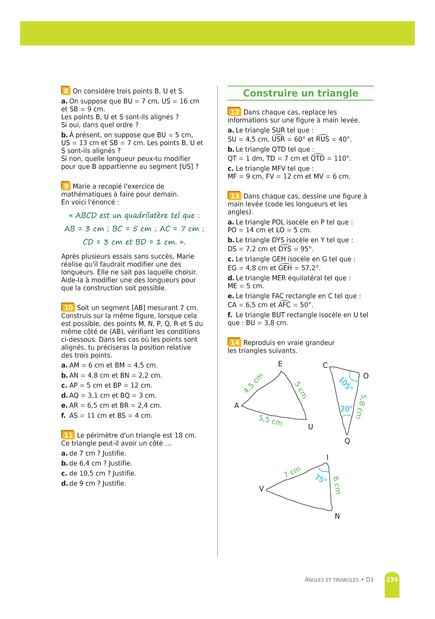 8 On considère trois points B, U et S.
a. On suppose que BU = 7 cm, US = 16 cm
et SB = 9 cm.
Les points B, U et S sont-ils alignés ?
Si oui, dans quel ordre ?
b. À présent, on suppose que BU = 5 cm,
US = 13 cm et SB = 7 cm. Les points B, U et
S sont-ils alignés ?
Si non, quelle longueur peux-tu modifier
pour que B appartienne au segment [US] ?
9 Marie a recopié l'exercice de
mathématiques à faire pour demain.
En voici l'énoncé :
« ABCD est un quadrilatère tel que :
AB = 3 cm ; BC = 5 cm ; AC = 7 cm ;
CD = 3 cm et BD = 1 cm. ».
Après plusieurs essais sans succès, Marie
réalise qu'il faudrait modifier une des
longueurs. Elle ne sait pas laquelle choisir.
Aide-la à modifier une des longueurs pour
que la construction soit possible.
10 Soit un segment [AB] mesurant 7 cm.
Construis sur la même figure, lorsque cela
est possible, des points M, N, P, Q, R et S du
même côté de (AB), vérifiant les conditions
ci-dessous. Dans les cas où les points sont
alignés, tu préciseras la position relative
des trois points.
a. AM = 6 cm et BM = 4,5 cm.
b. AN = 4,8 cm et BN = 2,2 cm.
c. AP = 5 cm et BP = 12 cm.
d. AQ = 3,1 cm et BQ = 3 cm.
e. AR = 6,5 cm et BR = 2,4 cm.
f. AS = 11 cm et BS = 4 cm.
11 Le périmètre d'un triangle est 18 cm.
Ce triangle peut-il avoir un côté ...
a. de 7 cm ? Justifie.
b. de 6,4 cm ? Justifie.
c. de 10,5 cm ? Justifie.
d. de 9 cm ? Justifie.
Construire un triangle
12 Dans chaque cas, replace les
informations sur une figure à main levée.
a. Le triangle SUR tel que :
SU = 4,5 cm, USR = 60° et RUS = 40°.
b. Le triangle QTD tel que :
QT = 1 dm, TD = 7 cm et QTD = 110°.
c. Le triangle MFV tel que :
MF = 9 cm, FV = 12 cm et MV = 6 cm.
13 Dans chaque cas, dessine une figure à
main levée (code les longueurs et les
angles).
a. Le triangle POL isocèle en P tel que :
PO = 14 cm et LO = 5 cm.
b. Le triangle DYS isocèle en Y tel que :
DS = 7,2 cm et DYS = 95°.
c. Le triangle GEH isocèle en G tel que :
EG = 4,8 cm et GEH = 57,2°.
d. Le triangle MER équilatéral tel que :
ME = 5 cm.
e. Le triangle FAC rectangle en C tel que :
CA = 6,5 cm et AFC = 50°.
f. Le triangle BUT rectangle isocèle en U tel
que : BU = 3,8 cm.
14 Reproduis en vraie grandeur
les triangles suivants.
E
4,5 cm
5 cm
A
5,5 cm
U
C
O
105°
5,8 cm
20°
Q
I
7 cm
75°
6 cm
V
N
ANGLES ET TRIANGLES • D1
235